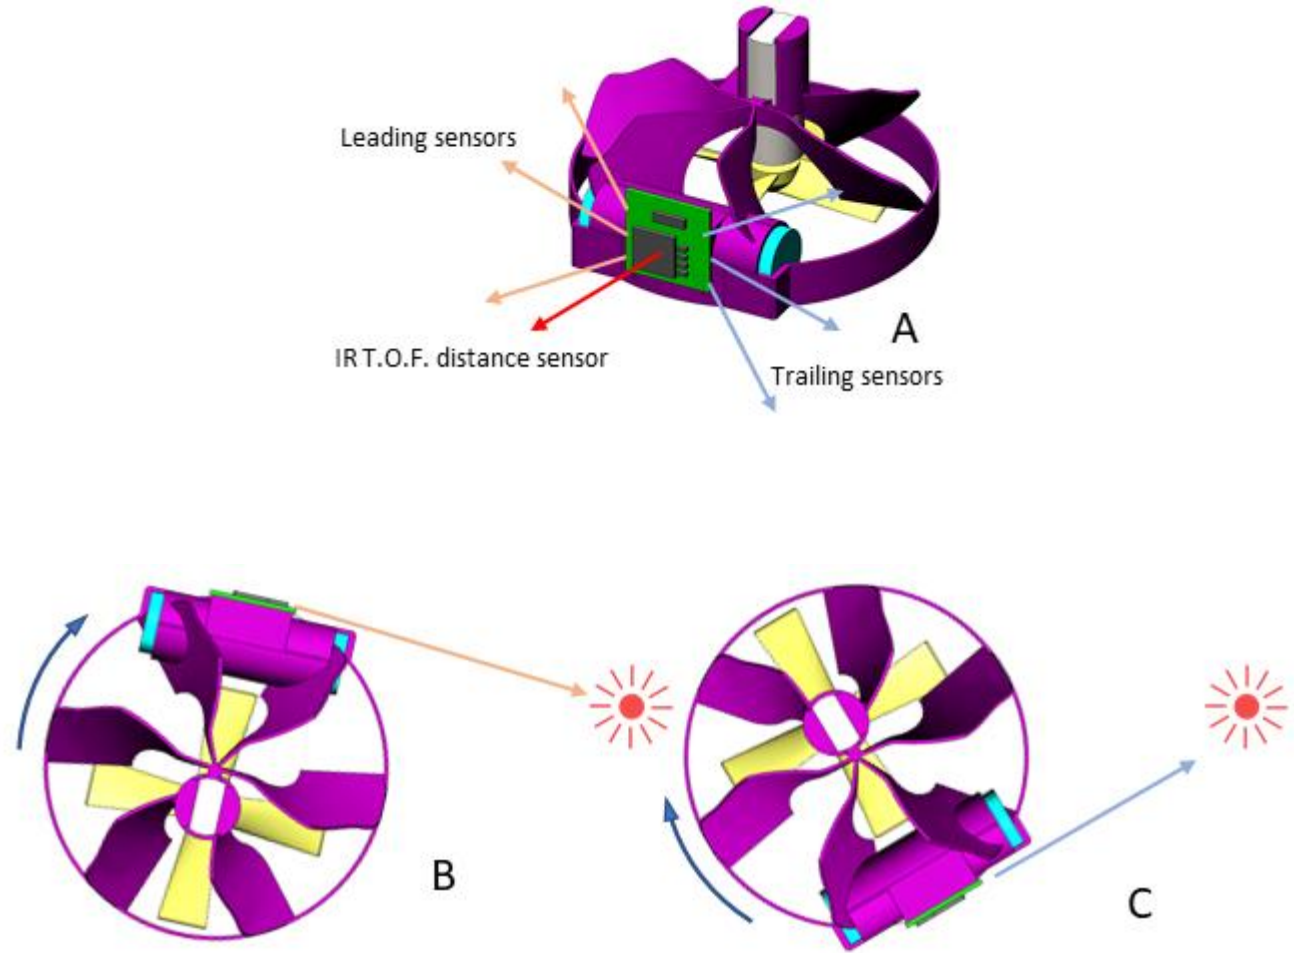 Leading sensors
IR T.O.F. distance sensor
A
Trailing sensors
B
C